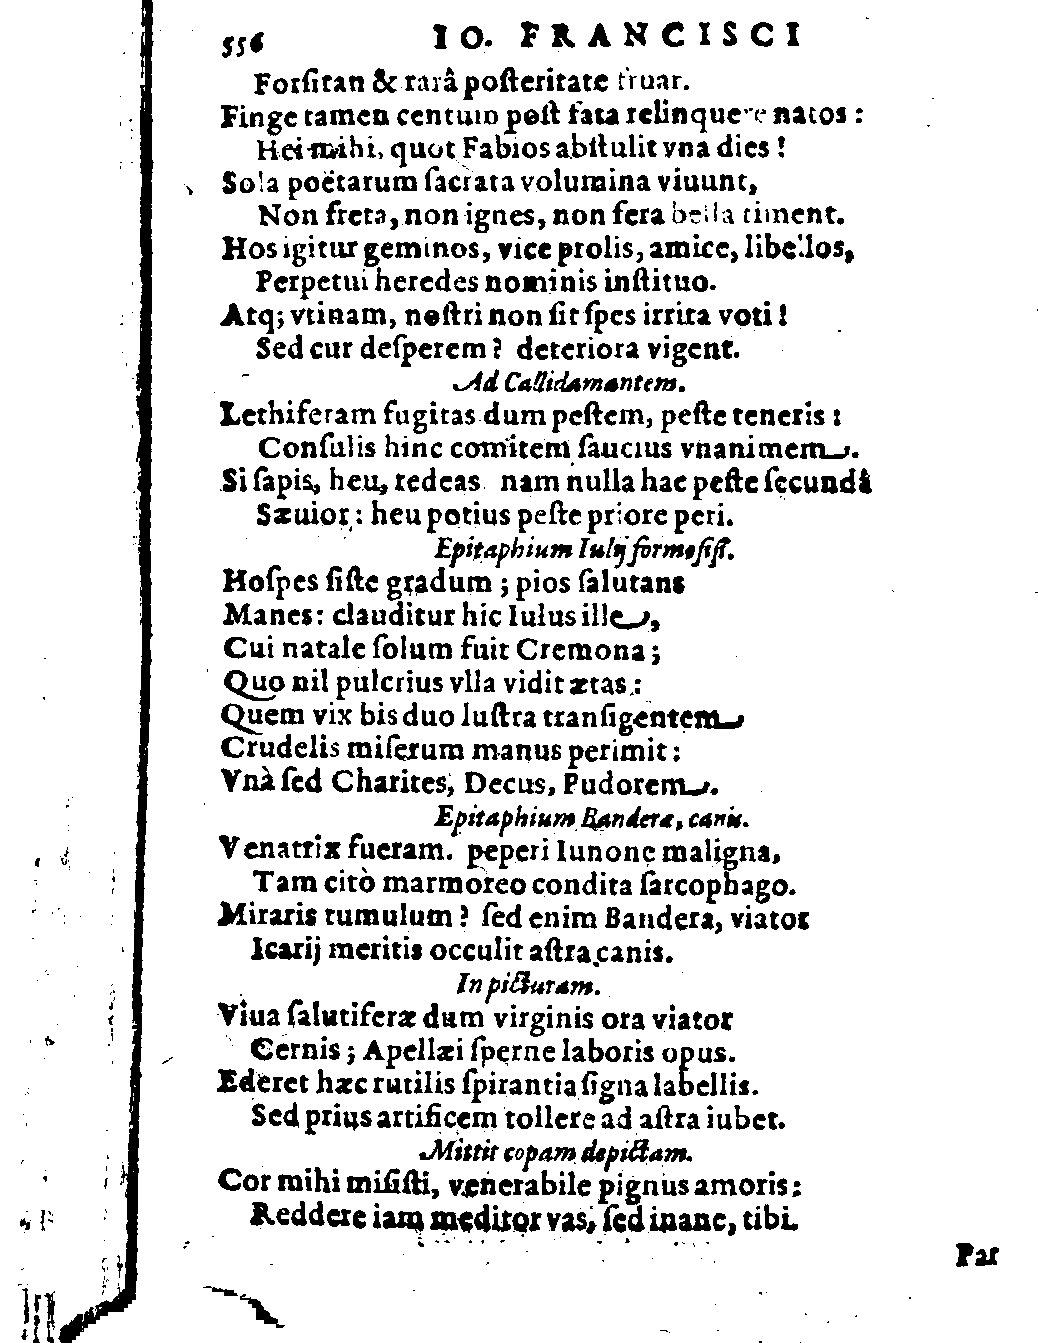 556 IO. FRANCISCI
Forſitan & rarâ poſteritate fruar.
Finge tamen centum poſt fata relinquere natos :
Hei mihi, quot Fabios abſtulit vna dies !
Sola poëtarum ſacrata volumina viuunt,
Non freta, non ignes, non fera bella timent.
Hos igitur geminos, vice prolis, amice, libellos,
Perpetui heredes nominis inſtituo.
Atq; vtinam, noſtri non ſit ſpes irrita voti !
Sed cur deſperem ? deteriora vigent.
Ad Callidamantem.
Lethiferam fugitas dum peſtem, peſte teneris :
Conſulis hinc comitem ſaucius vnanimem.
Si ſapis, heu, redeas nam nulla hac peſte ſecundâ
Sæuior : heu potius peſte priore peri.
Epitaphium Iulij formoſiſſ.
Hoſpes ſiſte gradum ; pios ſalutans
Manes : clauditur hic Iulus ille,
Cui natale ſolum fuit Cremona ;
Quo nil pulcrius vlla vidit ætas :
Quem vix bis duo luſtra tranſigentem
Crudelis miſerum manus perimit :
Vnà ſed Charites, Decus, Pudorem.
Epitaphium Banderæ, canis.
Venatrix fueram. peperi Iunone maligna,
Tam citò marmoreo condita ſarcophago.
Miraris tumulum ? ſed enim Bandera, viator
Icarij meritis occulit aſtra canis.
In picturam.
Viua ſalutiferæ dum virginis ora viator
Cernis ; Apellæi ſperne laboris opus.
Ederet hæc rutilis ſpirantia ſigna labellis.
Sed prius artificem tollere ad aſtra iubet.
Mittit copam depictam.
Cor mihi miſiſti, venerabile pignus amoris :
Reddere iam meditor vas, ſed inane, tibi.
Par